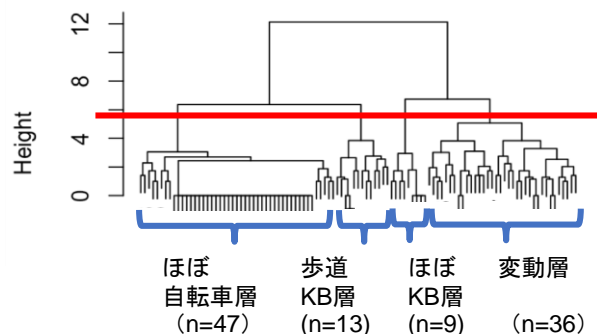 12
8
4
0
Height
ほぼ
自転車層
（n=47）
歩道
KB層
(n=13)
ほぼ
KB層
(n=9)
変動層
（n=36）